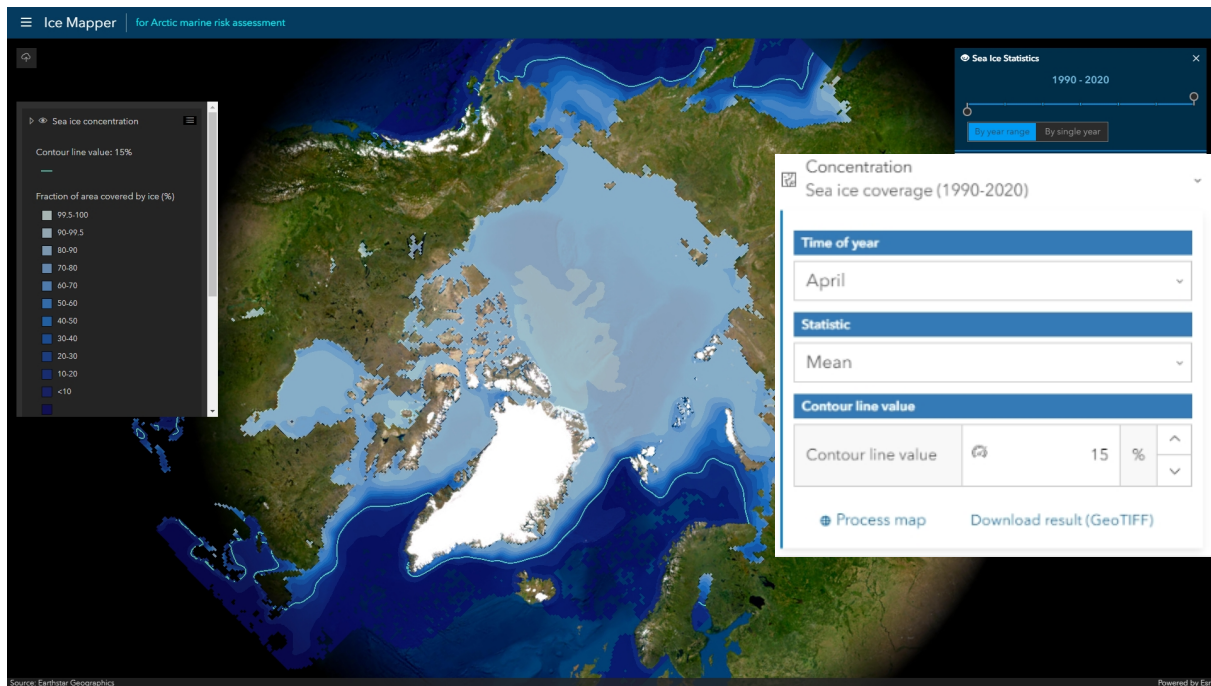 Ice Mapper
for Arctic marine risk assessment
Sea Ice Statistics
1990 - 2020
By year range
By single year
Sea ice concentration
Contour line value: 15%
Fraction of area covered by ice (%)
99.5-100
90-99.5
80-90
70-80
60-70
50-60
40-50
30-40
20-30
10-20
<10
Concentration
Sea ice coverage (1990-2020)
Time of year
April
Statistic
Mean
Contour line value
Contour line value 15 %
Process map
Download result (GeoTIFF)
Source: Earthstar Geographics
Powered by Esr